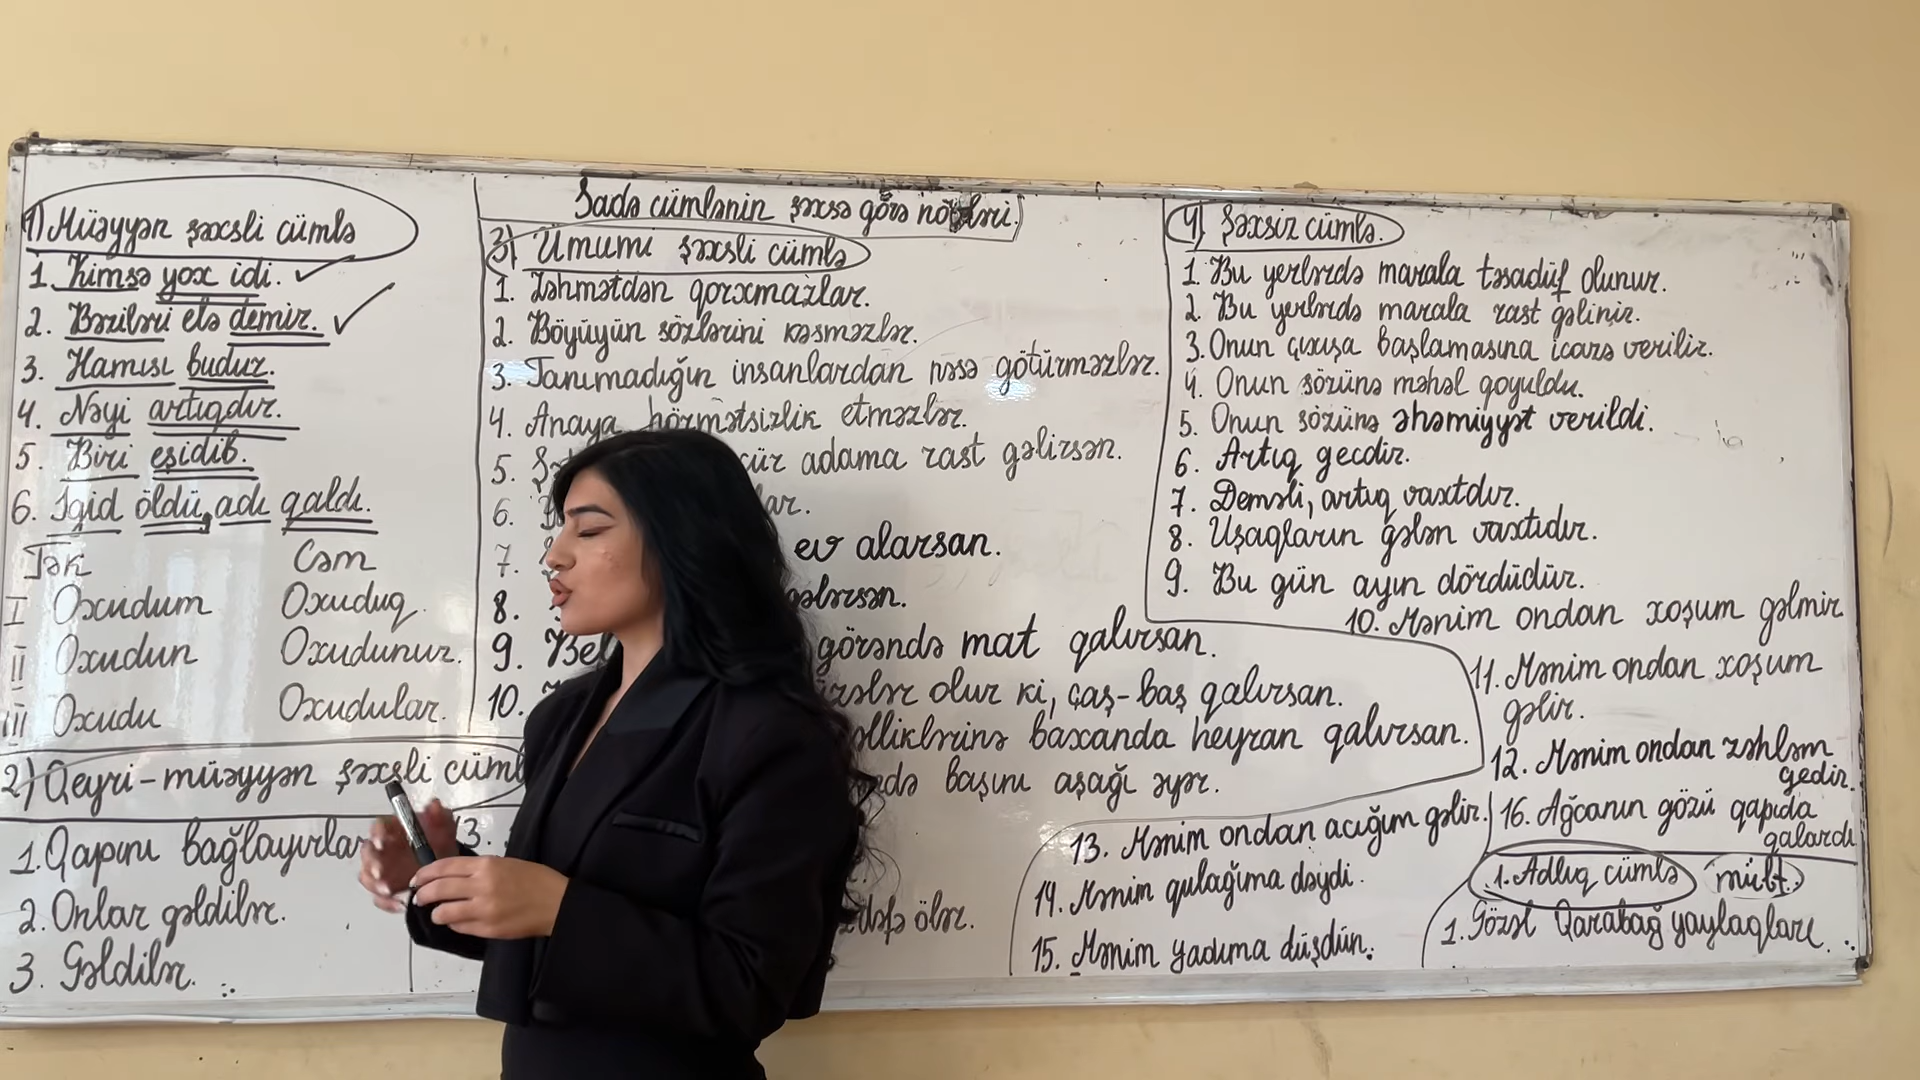 Sadə cümlənin şəxsə görə növləri.
1) Müəyyən şəxsli cümlə
1. Kimsə yox idi.
2. Bəziləri elə demir.
3. Hamısı budur.
4. Nəyi artıqdır.
5. Biri eşidib.
6. İgid öldü, adı qaldı.
Tək Cəm
I Oxudum Oxuduq.
II Oxudun Oxudunuz.
III Oxudu Oxudular.
2) Qeyri-müəyyən şəxsli
1. Qapını
2. Onlar gəldilər.
3. Gəldilər.
3.
3) Ümumi şəxsli cümlə
1. Zəhmətdən qorxmazlar.
2. Böyüyün sözlərini kəsməzlər.
3. Tanımadığın insanlardan nəsə götürməzlər.
4. Anaya hörmətsizlik etməzlər.
5. adama rast gəlirsən.
6.
7. ev alarsan.
8.
9. görəndə mat qalırsan.
10. olur ki, çaş-baş qalırsan.
baxanda heyran qalırsan.
başını aşağı əyər.
ölər.
4) Şəxsiz cümlə.
1. Bu yerlərdə marala təsadüf olunur.
2. Bu yerlərdə marala rast gəlinir.
3. Onun çıxışa başlamasına icazə verilir.
4. Onun sözünə məhəl qoyuldu.
5. Onun sözünə əhəmiyyət verildi.
6. Artıq gecdir.
7. Deməli, artıq vaxtdır.
8. Uşaqların gələn vaxtıdır.
9. Bu gün ayın dördüdür.
10. Mənim ondan xoşum gəlmir
11. Mənim ondan xoşum
gəlir.
12. Mənim ondan zəhləm
gedir.
13. Mənim ondan acığım gəlir.
14. Mənim qulağıma dəydi.
15. Mənim yadıma düşdün.
16. Ağcanın gözü qapıda
qalardı
1. Adlıq cümlə mübt.
1. Gözəl Qarabağ yaylaqları.